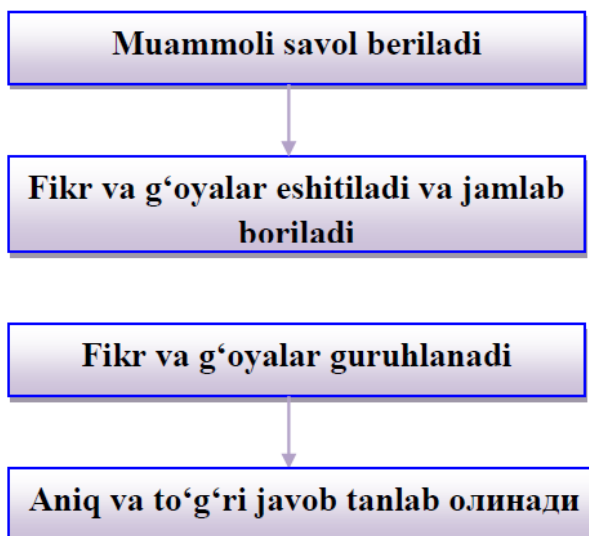 Muammoli savol beriladi
Fikr va g‘oyalar eshitiladi va jamlab
boriladi
Fikr va g‘oyalar guruhlanadi
Aniq va to‘g‘ri javob tanlab олинади